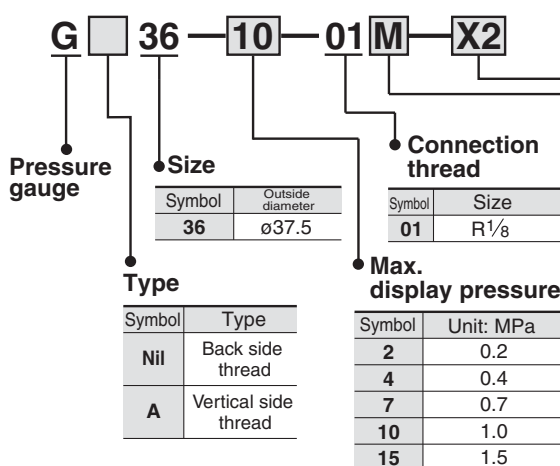 G 36 — 10 — 01 M — X2
Pressure
gauge
Size
Symbol Outside
diameter
36 ø37.5
Connection
thread
Symbol Size
01 R1⁄8
Type
Symbol Type
Nil Back side
thread
A Vertical side
thread
Max.
display pressure
Symbol Unit: MPa
2 0.2
4 0.4
7 0.7
10 1.0
15 1.5